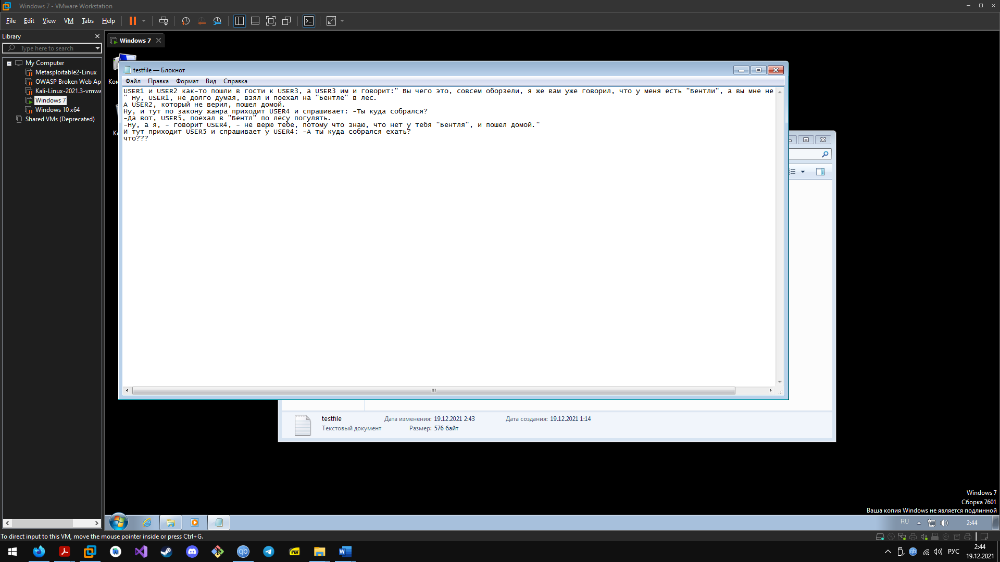 Windows 7 - VMware Workstation
File Edit View VM Tabs Help
Library
Type here to search
My Computer
Metasploitable2-Linux
OWASP Broken Web Ap
Kali-Linux-2021.3-vmwa
Windows 7
Windows 10 x64
Shared VMs (Deprecated)
Windows 7
testfile — Блокнот
Файл Правка Формат Вид Справка
USER1 и USER2 как-то пошли в гости к USER3, а USER3 им и говорит:" Вы чего это, совсем оборзели, я же вам уже говорил, что у меня есть "Бентли", а вы мне не
" Ну, USER1, не долго думая, взял и поехал на "Бентле" в лес.
А USER2, который не верил, пошел домой.
Ну, и тут по закону жанра приходит USER4 и спрашивает: -Ты куда собрался?
-Да вот, USER5, поехал в "Бентл" по лесу погулять.
-Ну, а я, - говорит USER4, - не верю тебе, потому что знаю, что нет у тебя "Бентля", и пошел домой."
И тут приходит USER5 и спрашивает у USER4: -А ты куда собрался ехать?
что???
testfile Дата изменения: 19.12.2021 2:43 Дата создания: 19.12.2021 1:14
Текстовый документ Размер: 576 байт
Windows 7
Сборка 7601
Ваша копия Windows не является подлинной
RU 2:44
To direct input to this VM, move the mouse pointer inside or press Ctrl+G.
РУС 2:44
19.12.2021